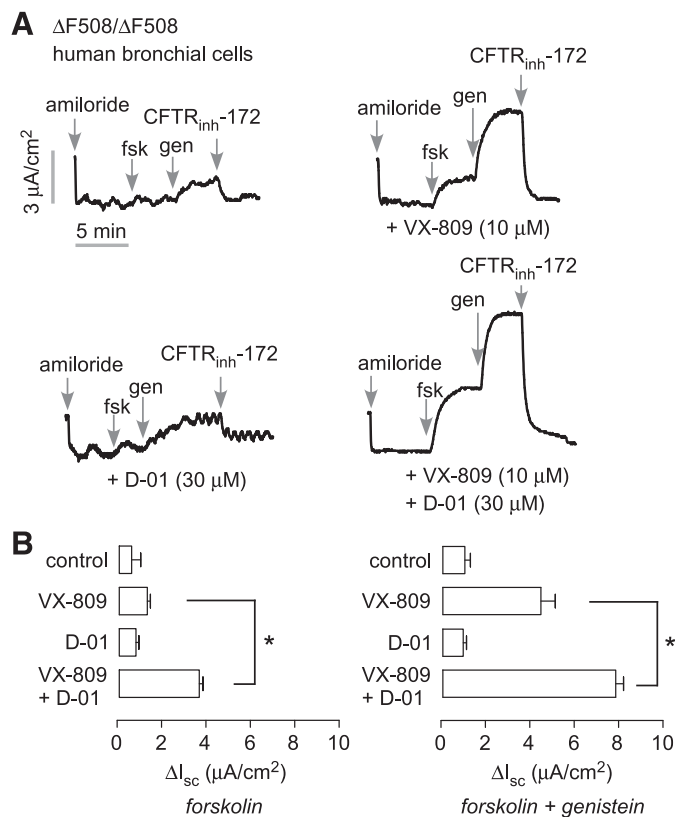 A
ΔF508/ΔF508
human bronchial cells
amiloride
fsk
gen
CFTRinh-172
3 μA/cm²
5 min
amiloride
fsk
gen
CFTRinh-172
+ VX-809 (10 μM)
amiloride
fsk
gen
CFTRinh-172
+ D-01 (30 μM)
amiloride
fsk
gen
CFTRinh-172
+ VX-809 (10 μM)
+ D-01 (30 μM)
B
control
VX-809
D-01
VX-809
+ D-01
*
0 2 4 6 8 10
ΔIsc (μA/cm²)
forskolin
control
VX-809
D-01
VX-809
+ D-01
*
0 2 4 6 8 10
ΔIsc (μA/cm²)
forskolin + genistein